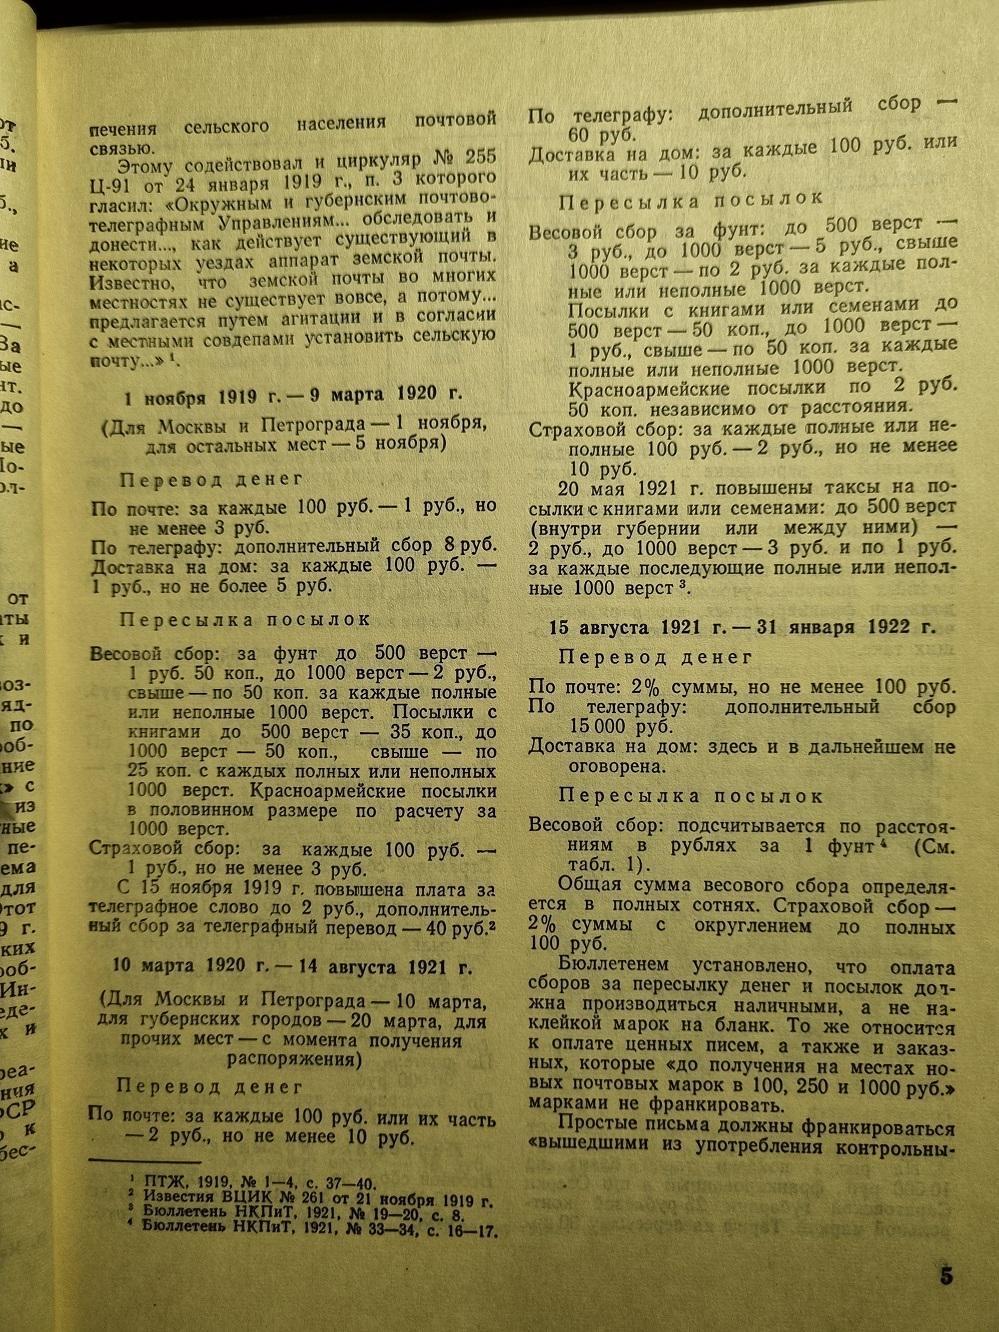 печения сельского населения почтовой
связью.
Этому содействовал и циркуляр № 255
Ц-91 от 24 января 1919 г., п. 3 которого
гласил: «Окружным и губернским почтово-
телеграфным Управлениям... обследовать и
донести..., как действует существующий в
некоторых уездах аппарат земской почты.
Известно, что земской почты во многих
местностях не существует вовсе, а потому...
предлагается путем агитации и в согласии
с местными совдепами установить сельскую
почту...» ¹.
1 ноября 1919 г. — 9 марта 1920 г.
(Для Москвы и Петрограда — 1 ноября,
для остальных мест — 5 ноября)
Перевод денег
По почте: за каждые 100 руб. — 1 руб., но
не менее 3 руб.
По телеграфу: дополнительный сбор 8 руб.
Доставка на дом: за каждые 100 руб. —
1 руб., но не более 5 руб.
Пересылка посылок
Весовой сбор: за фунт до 500 верст —
1 руб. 50 коп., до 1000 верст — 2 руб.,
свыше — по 50 коп. за каждые полные
или неполные 1000 верст. Посылки с
книгами до 500 верст — 35 коп., до
1000 верст — 50 коп., свыше — по
25 коп. с каждых полных или неполных
1000 верст. Красноармейские посылки
в половинном размере по расчету за
1000 верст.
Страховой сбор: за каждые 100 руб. —
1 руб., но не менее 3 руб.
С 15 ноября 1919 г. повышена плата за
телеграфное слово до 2 руб., дополнитель-
ный сбор за телеграфный перевод — 40 руб.²
10 марта 1920 г. — 14 августа 1921 г.
(Для Москвы и Петрограда — 10 марта,
для губернских городов — 20 марта, для
прочих мест — с момента получения
распоряжения)
Перевод денег
По почте: за каждые 100 руб. или их часть
— 2 руб., но не менее 10 руб.
¹ ПТЖ, 1919, № 1—4, с. 37—40.
² Известия ВЦИК № 261 от 21 ноября 1919 г.
³ Бюллетень НКПиТ, 1921, № 19—20, с. 8.
⁴ Бюллетень НКПиТ, 1921, № 33—34, с. 16—17.
По телеграфу: дополнительный сбор —
60 руб.
Доставка на дом: за каждые 100 руб. или
их часть — 10 руб.
Пересылка посылок
Весовой сбор за фунт: до 500 верст —
3 руб., до 1000 верст — 5 руб., свыше
1000 верст — по 2 руб. за каждые пол-
ные или неполные 1000 верст.
Посылки с книгами или семенами до
500 верст — 50 коп., до 1000 верст —
1 руб., свыше — по 50 коп. за каждые
полные или неполные 1000 верст.
Красноармейские посылки по 2 руб.
50 коп. независимо от расстояния.
Страховой сбор: за каждые полные или не-
полные 100 руб. — 2 руб., но не менее
10 руб.
20 мая 1921 г. повышены таксы на по-
сылки с книгами или семенами: до 500 верст
(внутри губернии или между ними) —
2 руб., до 1000 верст — 3 руб. и по 1 руб.
за каждые последующие полные или непол-
ные 1000 верст ³.
15 августа 1921 г. — 31 января 1922 г.
Перевод денег
По почте: 2% суммы, но не менее 100 руб.
По телеграфу: дополнительный сбор
15 000 руб.
Доставка на дом: здесь и в дальнейшем не
оговорена.
Пересылка посылок
Весовой сбор: подсчитывается по расстоя-
ниям в рублях за 1 фунт ⁴ (См.
табл. 1).
Общая сумма весового сбора определя-
ется в полных сотнях. Страховой сбор —
2% суммы с округлением до полных
100 руб.
Бюллетенем установлено, что оплата
сборов за пересылку денег и посылок дол-
жна производиться наличными, а не на-
клейкой марок на бланк. То же относится
к оплате ценных писем, а также и заказ-
ных, которые «до получения на местах но-
вых почтовых марок в 100, 250 и 1000 руб.»
марками не франкировать.
Простые письма должны франкироваться
«вышедшими из употребления контрольны-
5